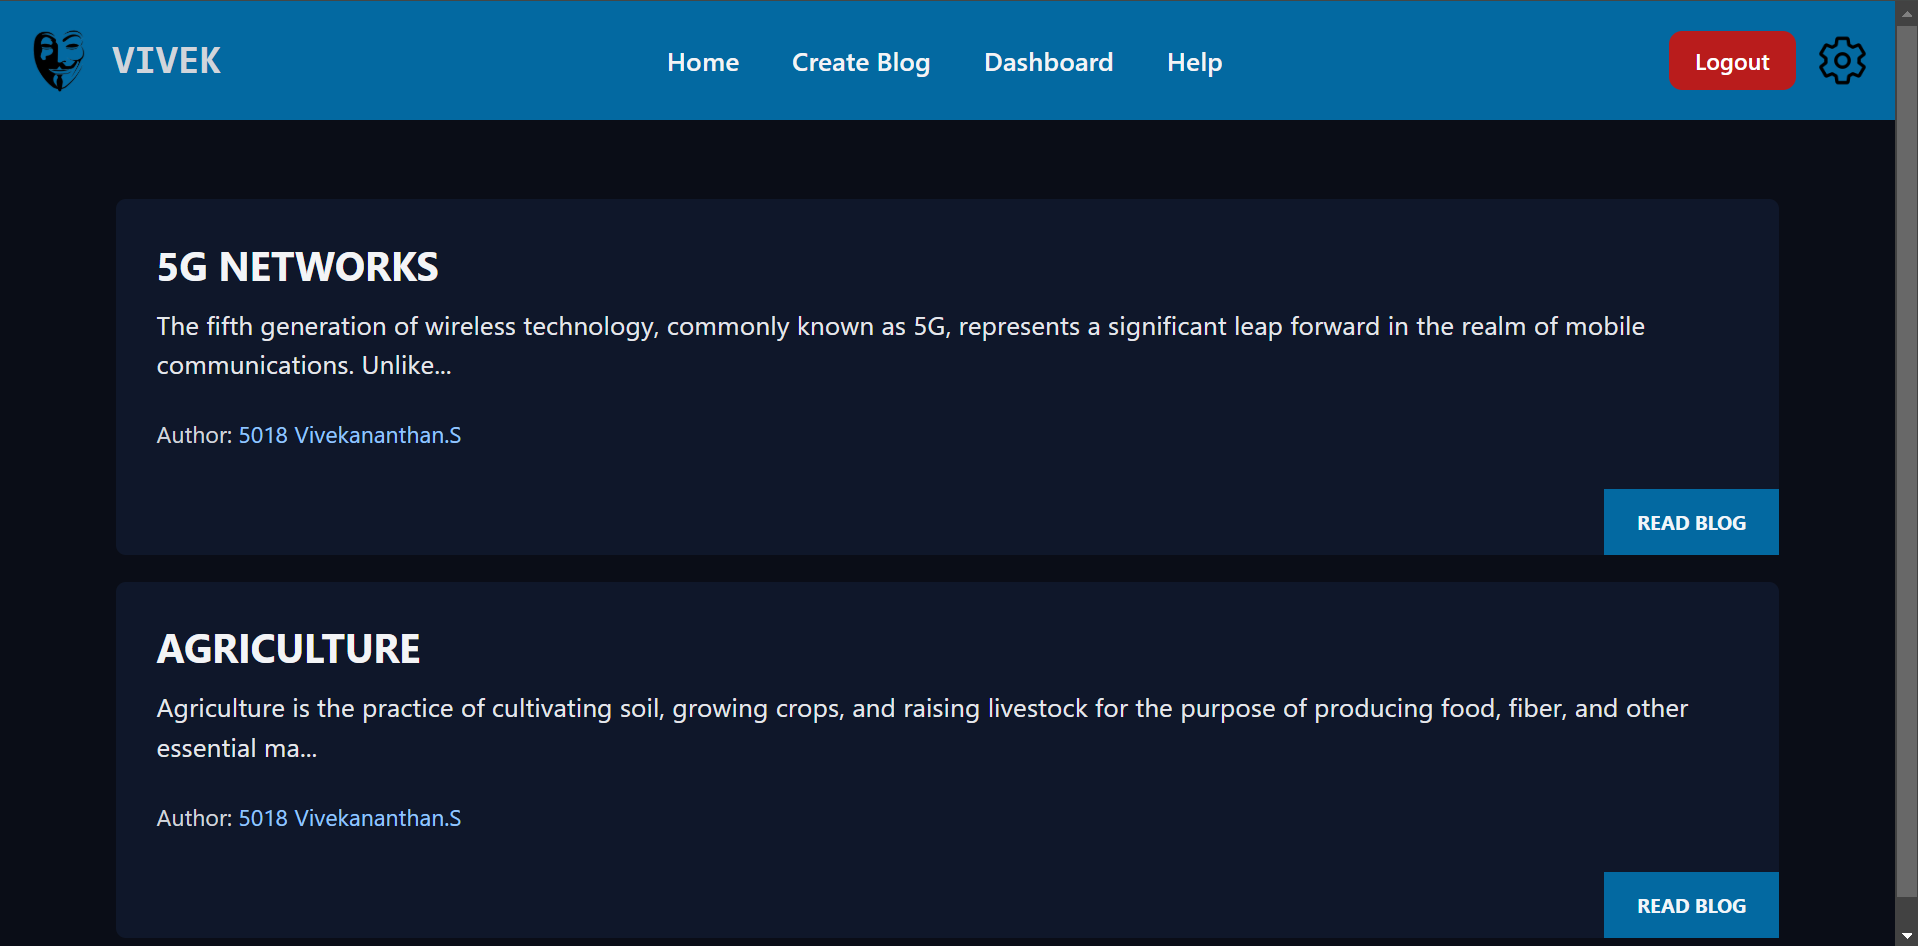 VIVEK
Home Create Blog Dashboard Help
Logout
5G NETWORKS
The fifth generation of wireless technology, commonly known as 5G, represents a significant leap forward in the realm of mobile
communications. Unlike...
Author: 5018 Vivekananthan.S
READ BLOG
AGRICULTURE
Agriculture is the practice of cultivating soil, growing crops, and raising livestock for the purpose of producing food, fiber, and other
essential ma...
Author: 5018 Vivekananthan.S
READ BLOG